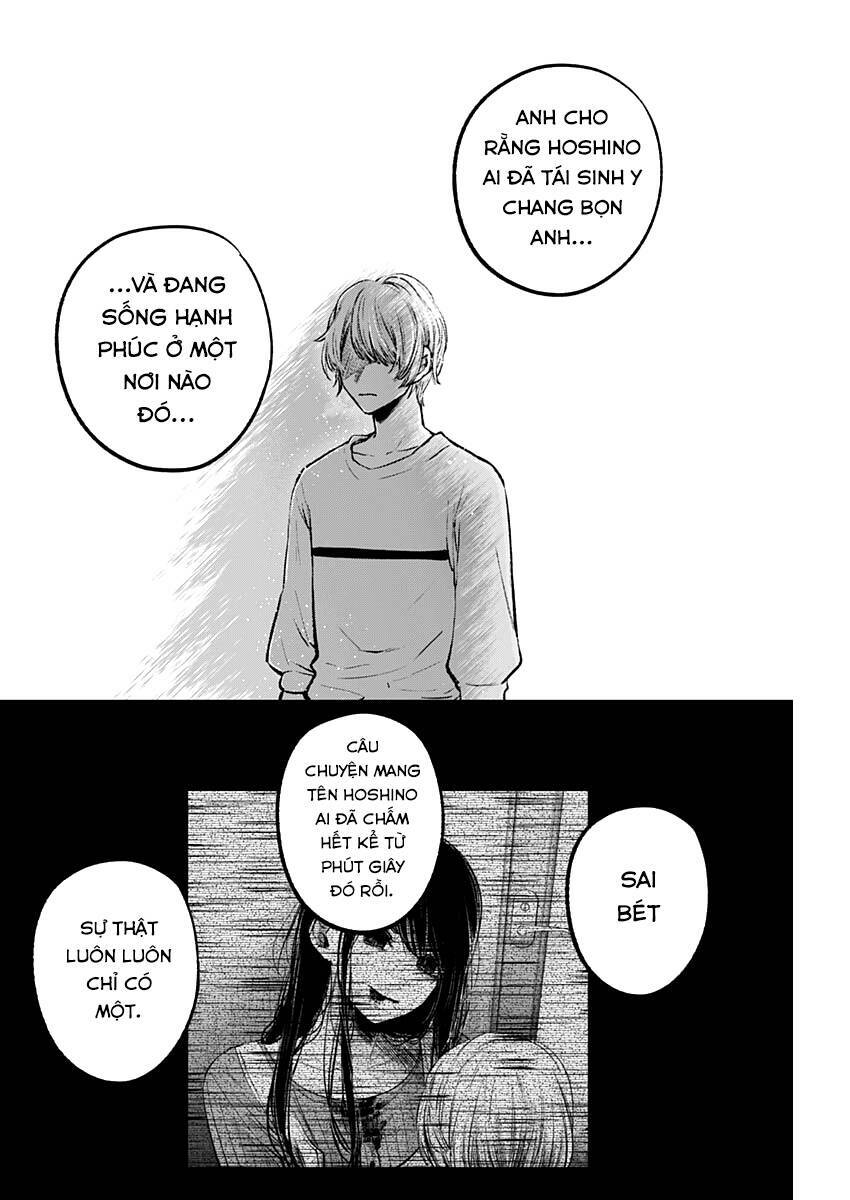 ANH CHO
RẰNG HOSHINO
AI ĐÃ TÁI SINH Y
CHANG BỌN
ANH...
...VÀ ĐANG
SỐNG HẠNH
PHÚC Ở MỘT
NƠI NÀO
ĐÓ...
SAI
BÉT
CÂU
CHUYỆN MANG
TÊN HOSHINO
AI ĐÃ CHẤM
HẾT KỂ TỪ
PHÚT GIÂY
ĐÓ RỒI.
SỰ THẬT
LUÔN LUÔN
CHỈ CÓ
MỘT.